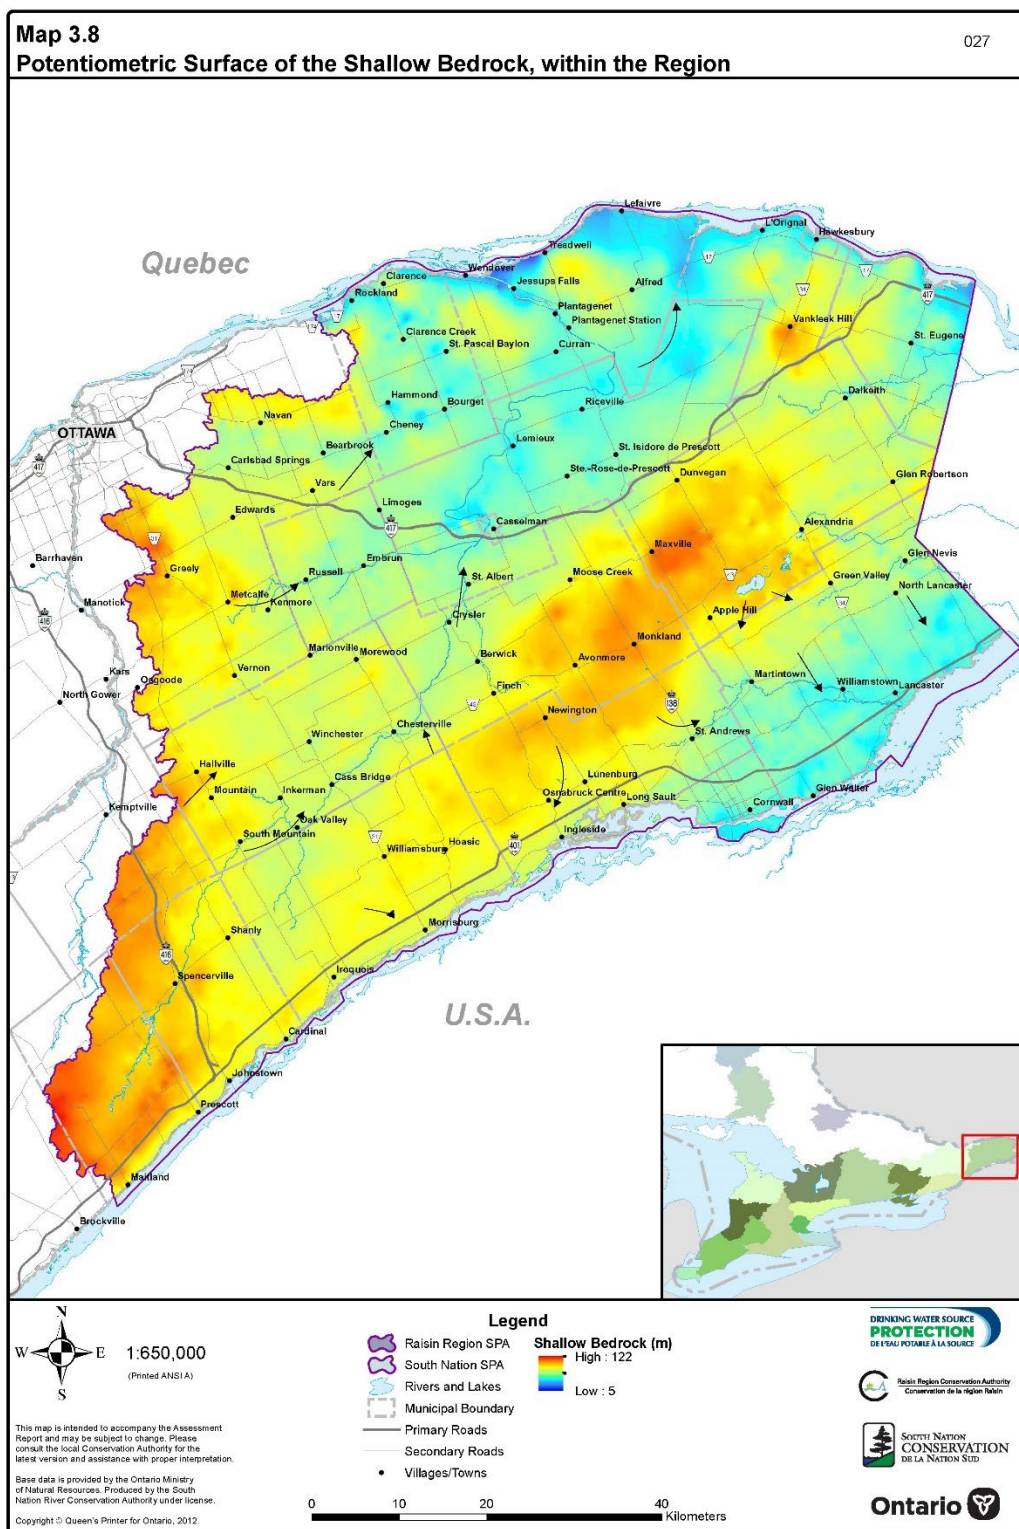 Map 3.8
027
Potentiometric Surface of the Shallow Bedrock, within the Region
Lefaivre
L'Orignal
Hawkesbury
Quebec
Treadwell
Wendover
Clarence
Jessups Falls
Alfred
Rockland
Plantagenet
Plantagenet Station
Vankleek Hill
Clarence Creek
St. Pascal Baylon
Curran
St. Eugene
417
17
34
Hammond
Bourget
Riceville
Dalkeith
Navan
Cheney
OTTAWA
Lemieux
Bearbrook
St. Isidore de Prescott
Carlsbad Springs
Ste.-Rose-de-Prescott
Dunvegan
Glen Robertson
417
Vars
Limoges
Edwards
417
Casselman
Alexandria
31
Maxville
Glen Nevis
Barrhaven
Embrun
Greely
Russell
St. Albert
Moose Creek
Green Valley
North Lancaster
Metcalfe
Kenmore
Manotick
416
Crysler
Apple Hill
34
Monkland
Marionville
Morewood
Berwick
Avonmore
Vernon
Kars
Osgoode
Martintown
Williamstown
Lancaster
North Gower
Finch
138
43
Newington
Chesterville
St. Andrews
Winchester
Hallville
Cass Bridge
Lunenburg
Mountain
Inkerman
Osnabruck Centre
Long Sault
Glen Walter
Cornwall
Kemptville
Oak Valley
South Mountain
Ingleside
401
Williamsburg
Hoasic
Morrisburg
Shanly
416
Spencerville
Iroquois
U.S.A.
Cardinal
Johnstown
Prescott
Maitland
Brockville
N
W
E
S
1:650,000
(Printed ANSI A)
Legend
Raisin Region SPA
South Nation SPA
Rivers and Lakes
Municipal Boundary
Primary Roads
Secondary Roads
Villages/Towns
Shallow Bedrock (m)
High : 122
Low : 5
DRINKING WATER SOURCE
PROTECTION
DE L'EAU POTABLE À LA SOURCE
Raisin Region Conservation Authority
Conservation de la région Raisin
SOUTH NATION
CONSERVATION
DE LA NATION SUD
Ontario
This map is intended to accompany the Assessment
Report and may be subject to change. Please
consult the local Conservation Authority for the
latest version and assistance with proper interpretation.
Base data is provided by the Ontario Ministry
of Natural Resources. Produced by the South
Nation River Conservation Authority under license.
Copyright © Queen's Printer for Ontario, 2012.
0
10
20
40
Kilometers